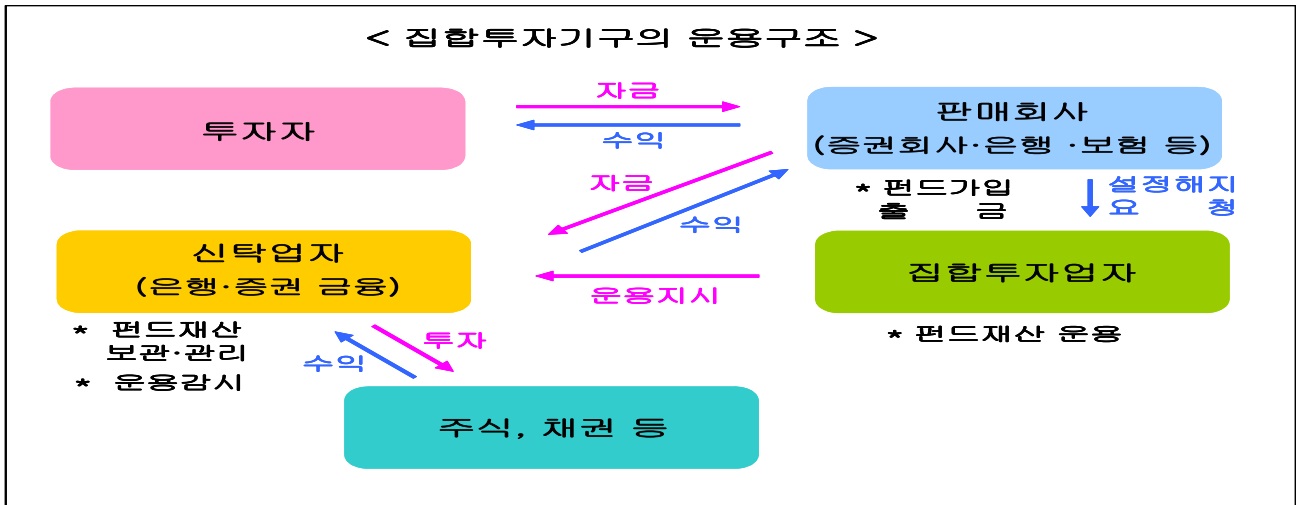 < 집합투자기구의 운용구조 >
자금
투자자
수익
판매회사
(증권회사·은행 ·보험 등)
자금
수익
* 펀드가입
출 금
설정해지
요 청
신탁업자
(은행·증권 금융)
운용지시
집합투자업자
* 펀드재산
보관·관리
* 운용감시
투자
수익
* 펀드재산 운용
주식, 채권 등